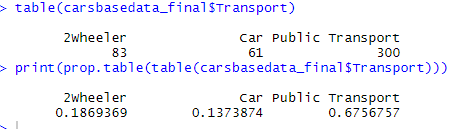 > table(carsbasedata_final$Transport)
2Wheeler Car Public Transport
83 61 300
> print(prop.table(table(carsbasedata_final$Transport)))
2Wheeler Car Public Transport
0.1869369 0.1373874 0.6756757
>